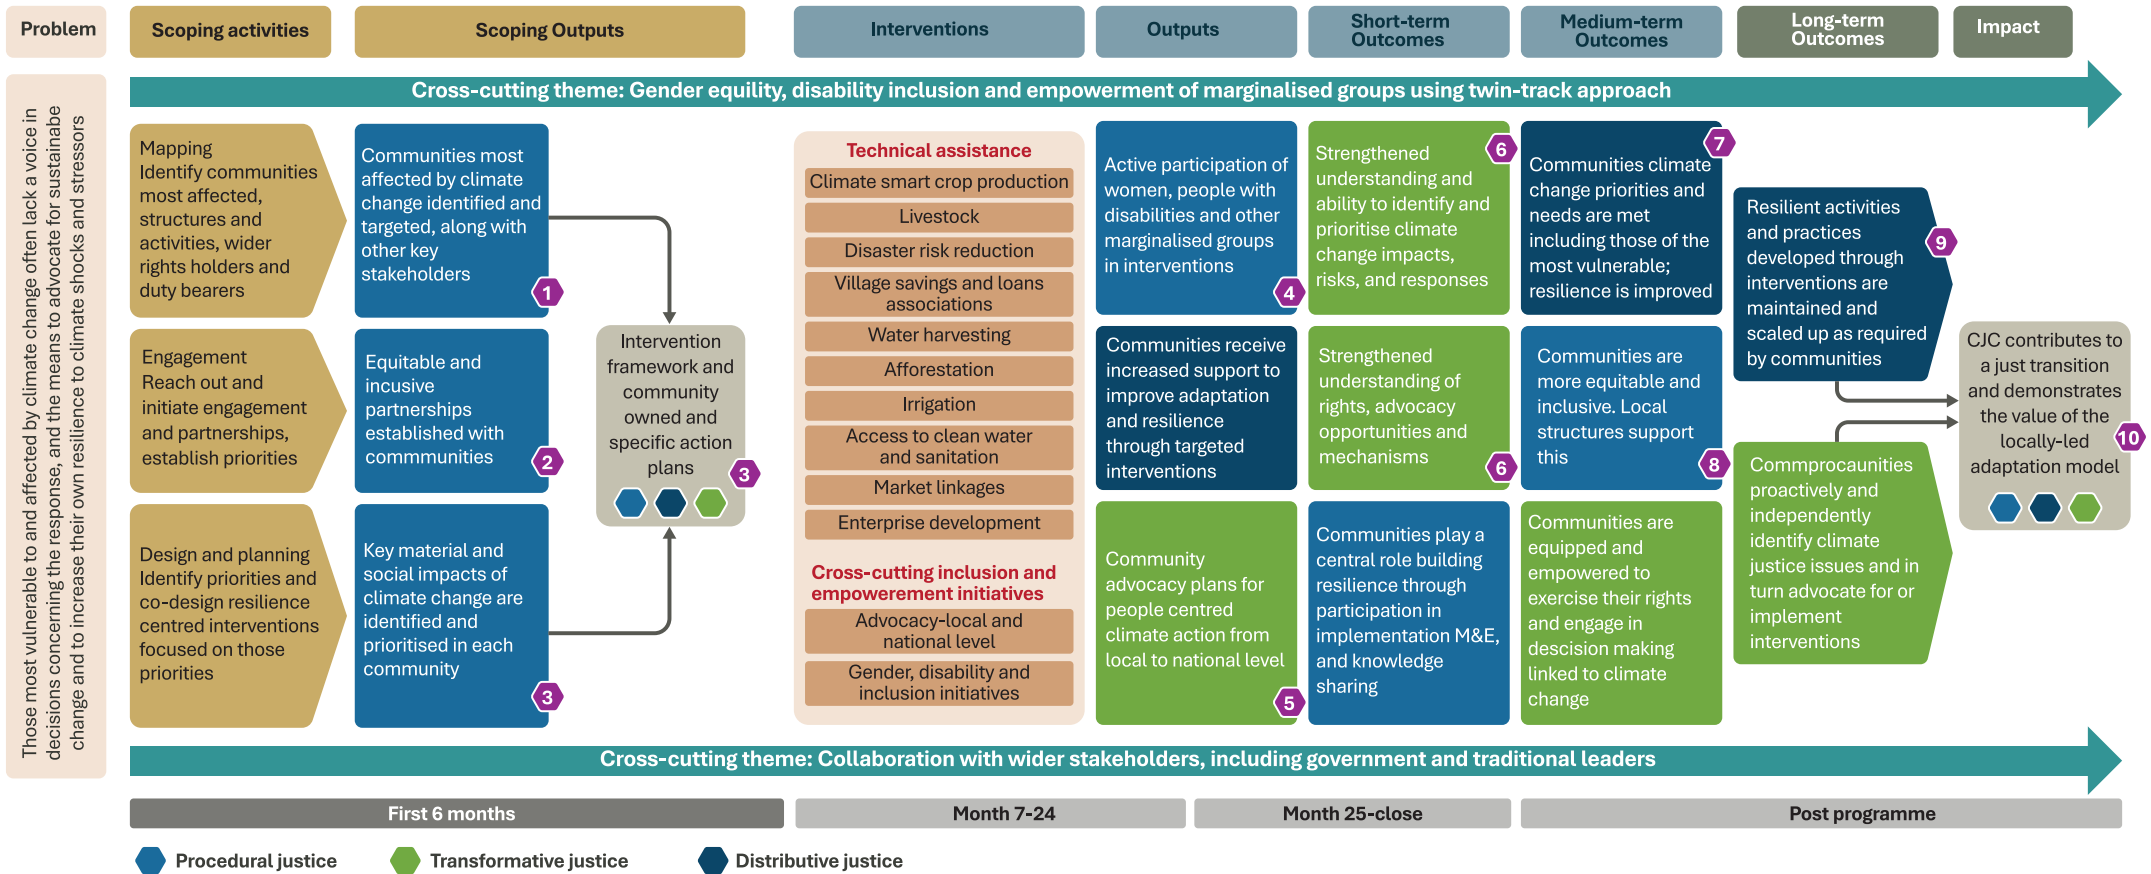 Problem
Scoping activities
Scoping Outputs
Interventions
Outputs
Short-term
Outcomes
Medium-term
Outcomes
Long-term
Outcomes
Impact
Cross-cutting theme: Gender equility, disability inclusion and empowerment of marginalised groups using twin-track approach
Those most vulnerable to and affected by climate change often lack a voice in
decisions concerning the response, and the means to advocate for sustainabe
change and to increase their own resilience to climate shocks and stressors
Mapping
Identify communities
most affected,
structures and
activities, wider
rights holders and
duty bearers
Engagement
Reach out and
initiate engagement
and partnerships,
establish priorities
Design and planning
Identify priorities and
co-design resilience
centred interventions
focused on those
priorities
Communities most
affected by climate
change identified and
targeted, along with
other key
stakeholders
1
Equitable and
incusive
partnerships
established with
commmunities
2
Key material and
social impacts of
climate change are
identified and
prioritised in each
community
3
Intervention
framework and
community
owned and
specific action
plans
3
Technical assistance
Climate smart crop production
Livestock
Disaster risk reduction
Village savings and loans
associations
Water harvesting
Afforestation
Irrigation
Access to clean water
and sanitation
Market linkages
Enterprise development
Cross-cutting inclusion and
empowerement initiatives
Advocacy-local and
national level
Gender, disability and
inclusion initiatives
Active participation of
women, people with
disabilities and other
marginalised groups
in interventions
4
Communities receive
increased support to
improve adaptation
and resilience
through targeted
interventions
Community
advocacy plans for
people centred
climate action from
local to national level
5
Strengthened
understanding and
ability to identify and
prioritise climate
change impacts,
risks, and responses
6
Strengthened
understanding of
rights, advocacy
opportunities and
mechanisms
6
Communities play a
central role building
resilience through
participation in
implementation M&E,
and knowledge
sharing
7
Communities climate
change priorities and
needs are met
including those of the
most vulnerable;
resilience is improved
Communities are
more equitable and
inclusive. Local
structures support
this
8
Communities are
equipped and
empowered to
exercise their rights
and engage in
descision making
linked to climate
change
Resilient activities
and practices
developed through
interventions are
maintained and
scaled up as required
by communities
9
Commprocaunities
proactively and
independently
identify climate
justice issues and in
turn advocate for or
implement
interventions
CJC contributes to
a just transition
and demonstrates
the value of the
locally-led
adaptation model
10
Cross-cutting theme: Collaboration with wider stakeholders, including government and traditional leaders
First 6 months
Month 7-24
Month 25-close
Post programme
Procedural justice
Transformative justice
Distributive justice